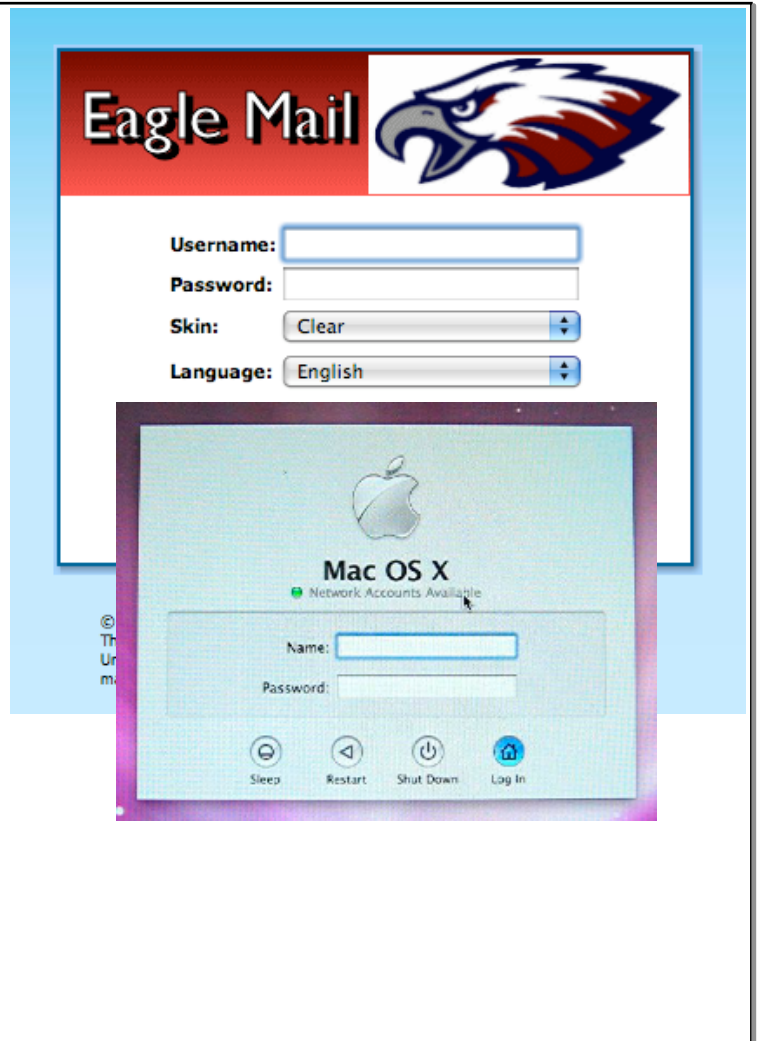 Eagle Mail
Username:
Password:
Skin: Clear
Language: English
Mac OS X
Network Accounts Available
Name:
Password:
Sleep Restart Shut Down Log In
©